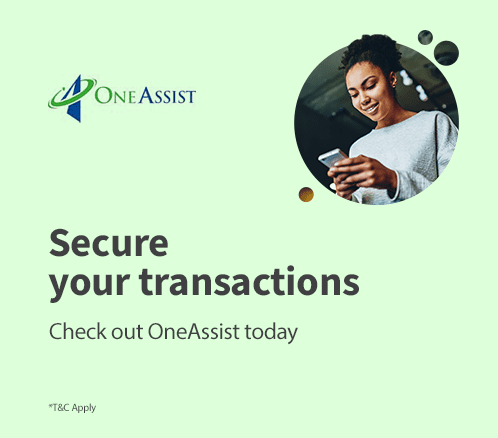 ONEASSIST
Secure
your transactions
Check out OneAssist today
*T&C Apply